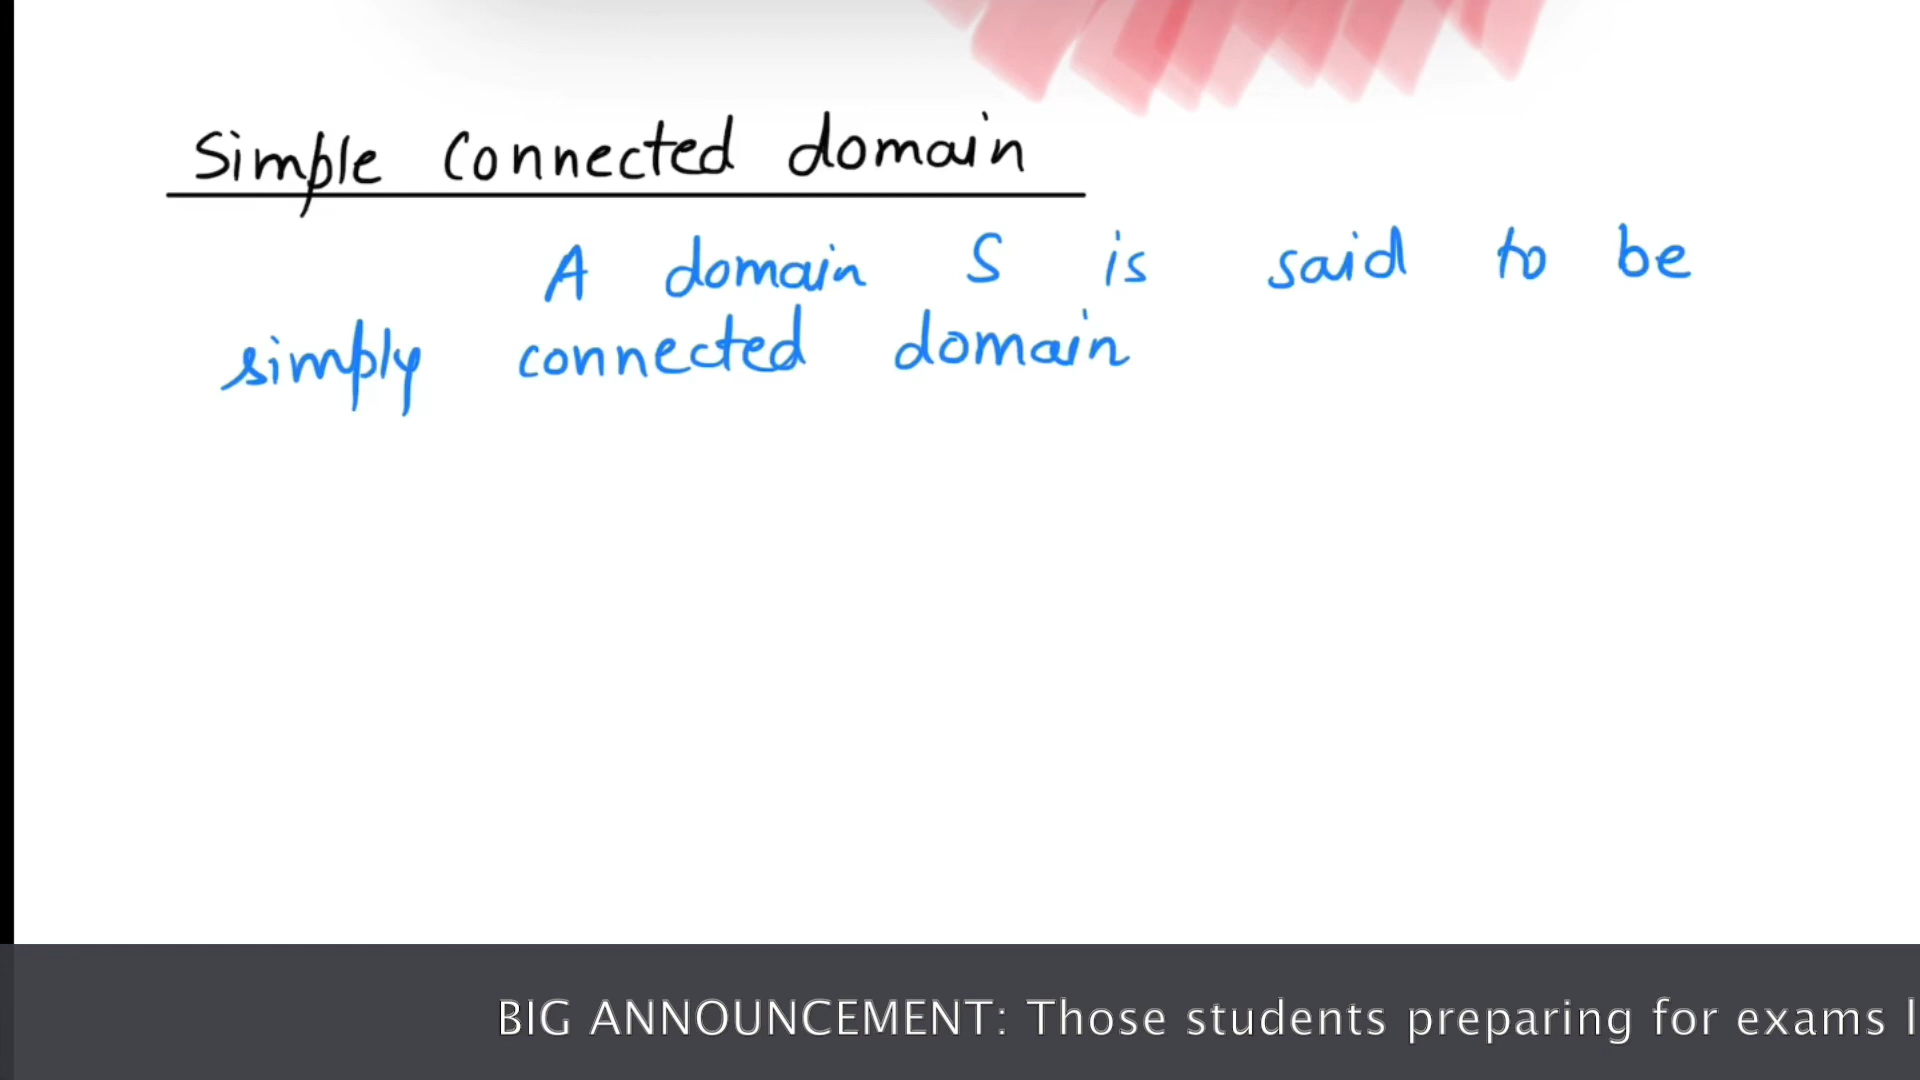 Simple Connected domain
A domain S is said to be
simply connected domain
BIG ANNOUNCEMENT: Those students preparing for exams l